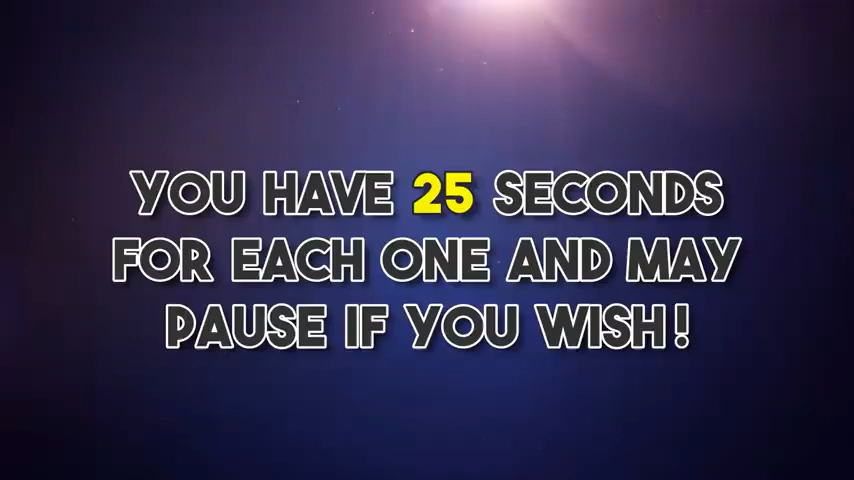 YOU HAVE 25 SECONDS
FOR EACH ONE AND MAY
PAUSE IF YOU WISH!